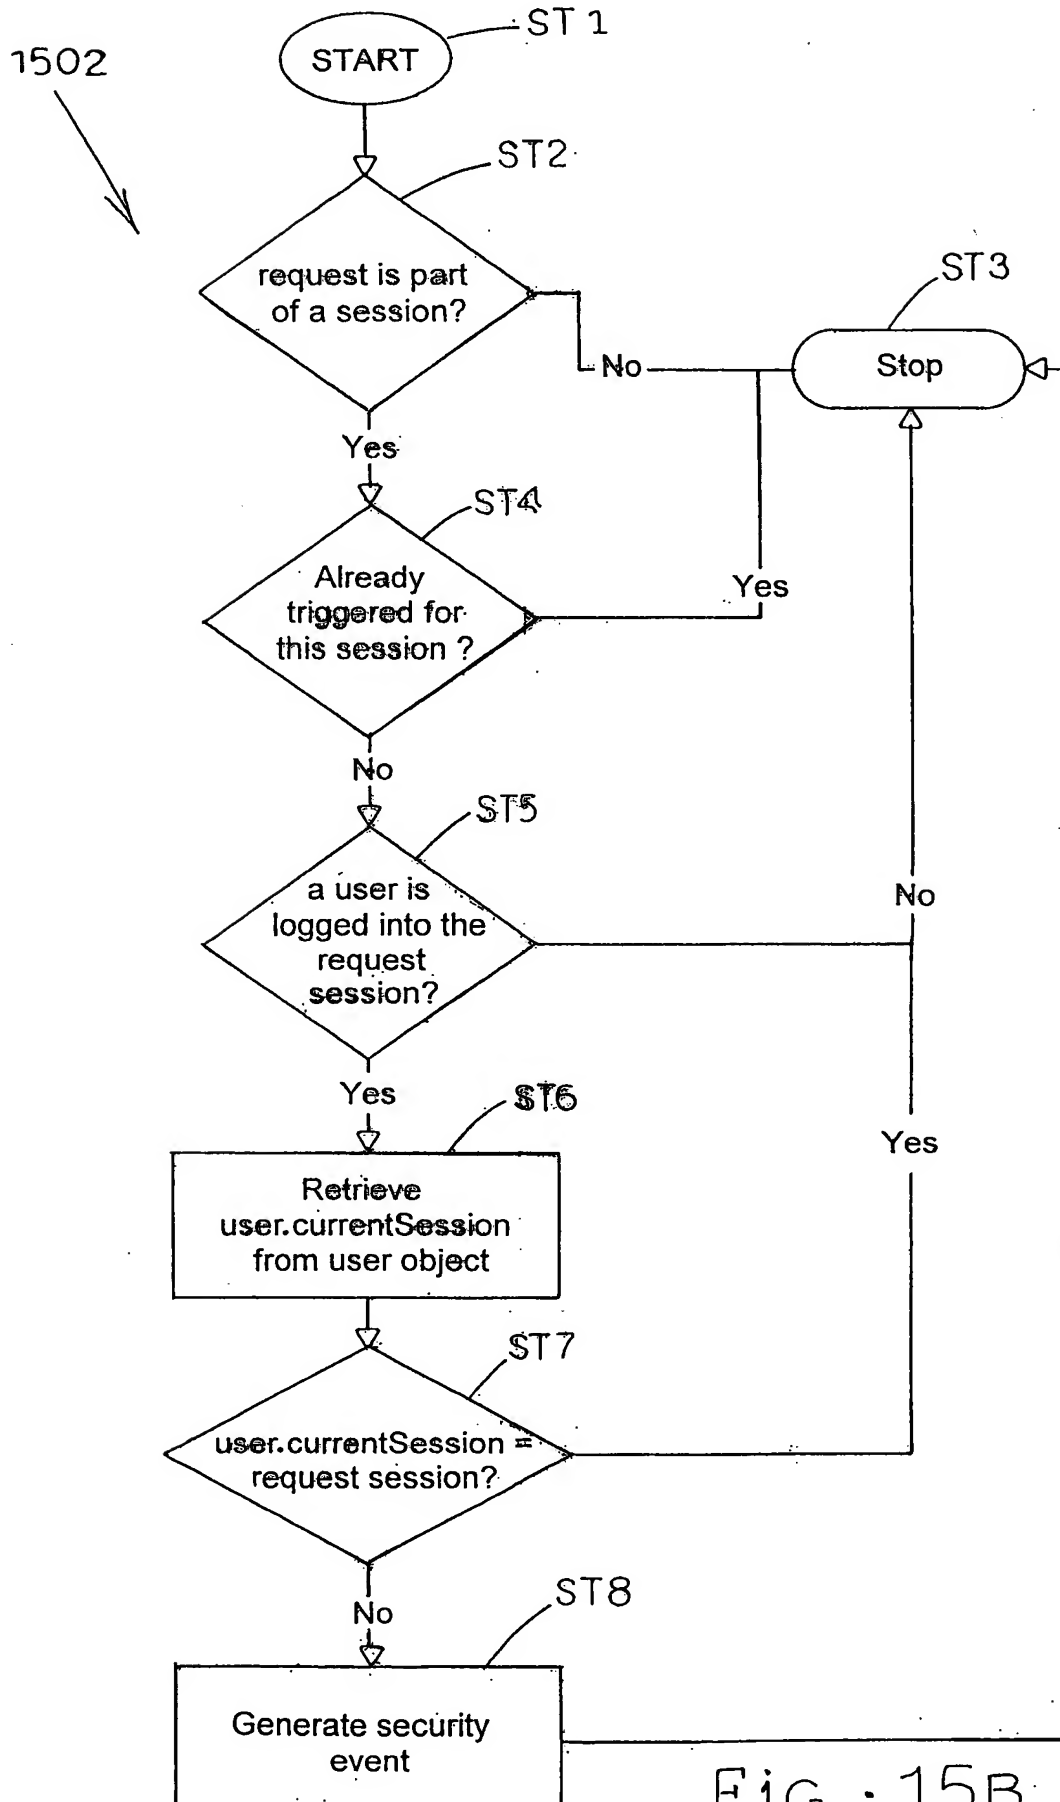 1502
START
ST 1
ST2
request is part
of a session?
ST3
Stop
No
Yes
ST4
Already
triggered for
this session ?
Yes
No
ST5
a user is
logged into the
request
session?
No
Yes
ST6
Yes
Retrieve
user.currentSession
from user object
ST7
user.currentSession =
request session?
No
ST8
Generate security
event
FiG. 15B